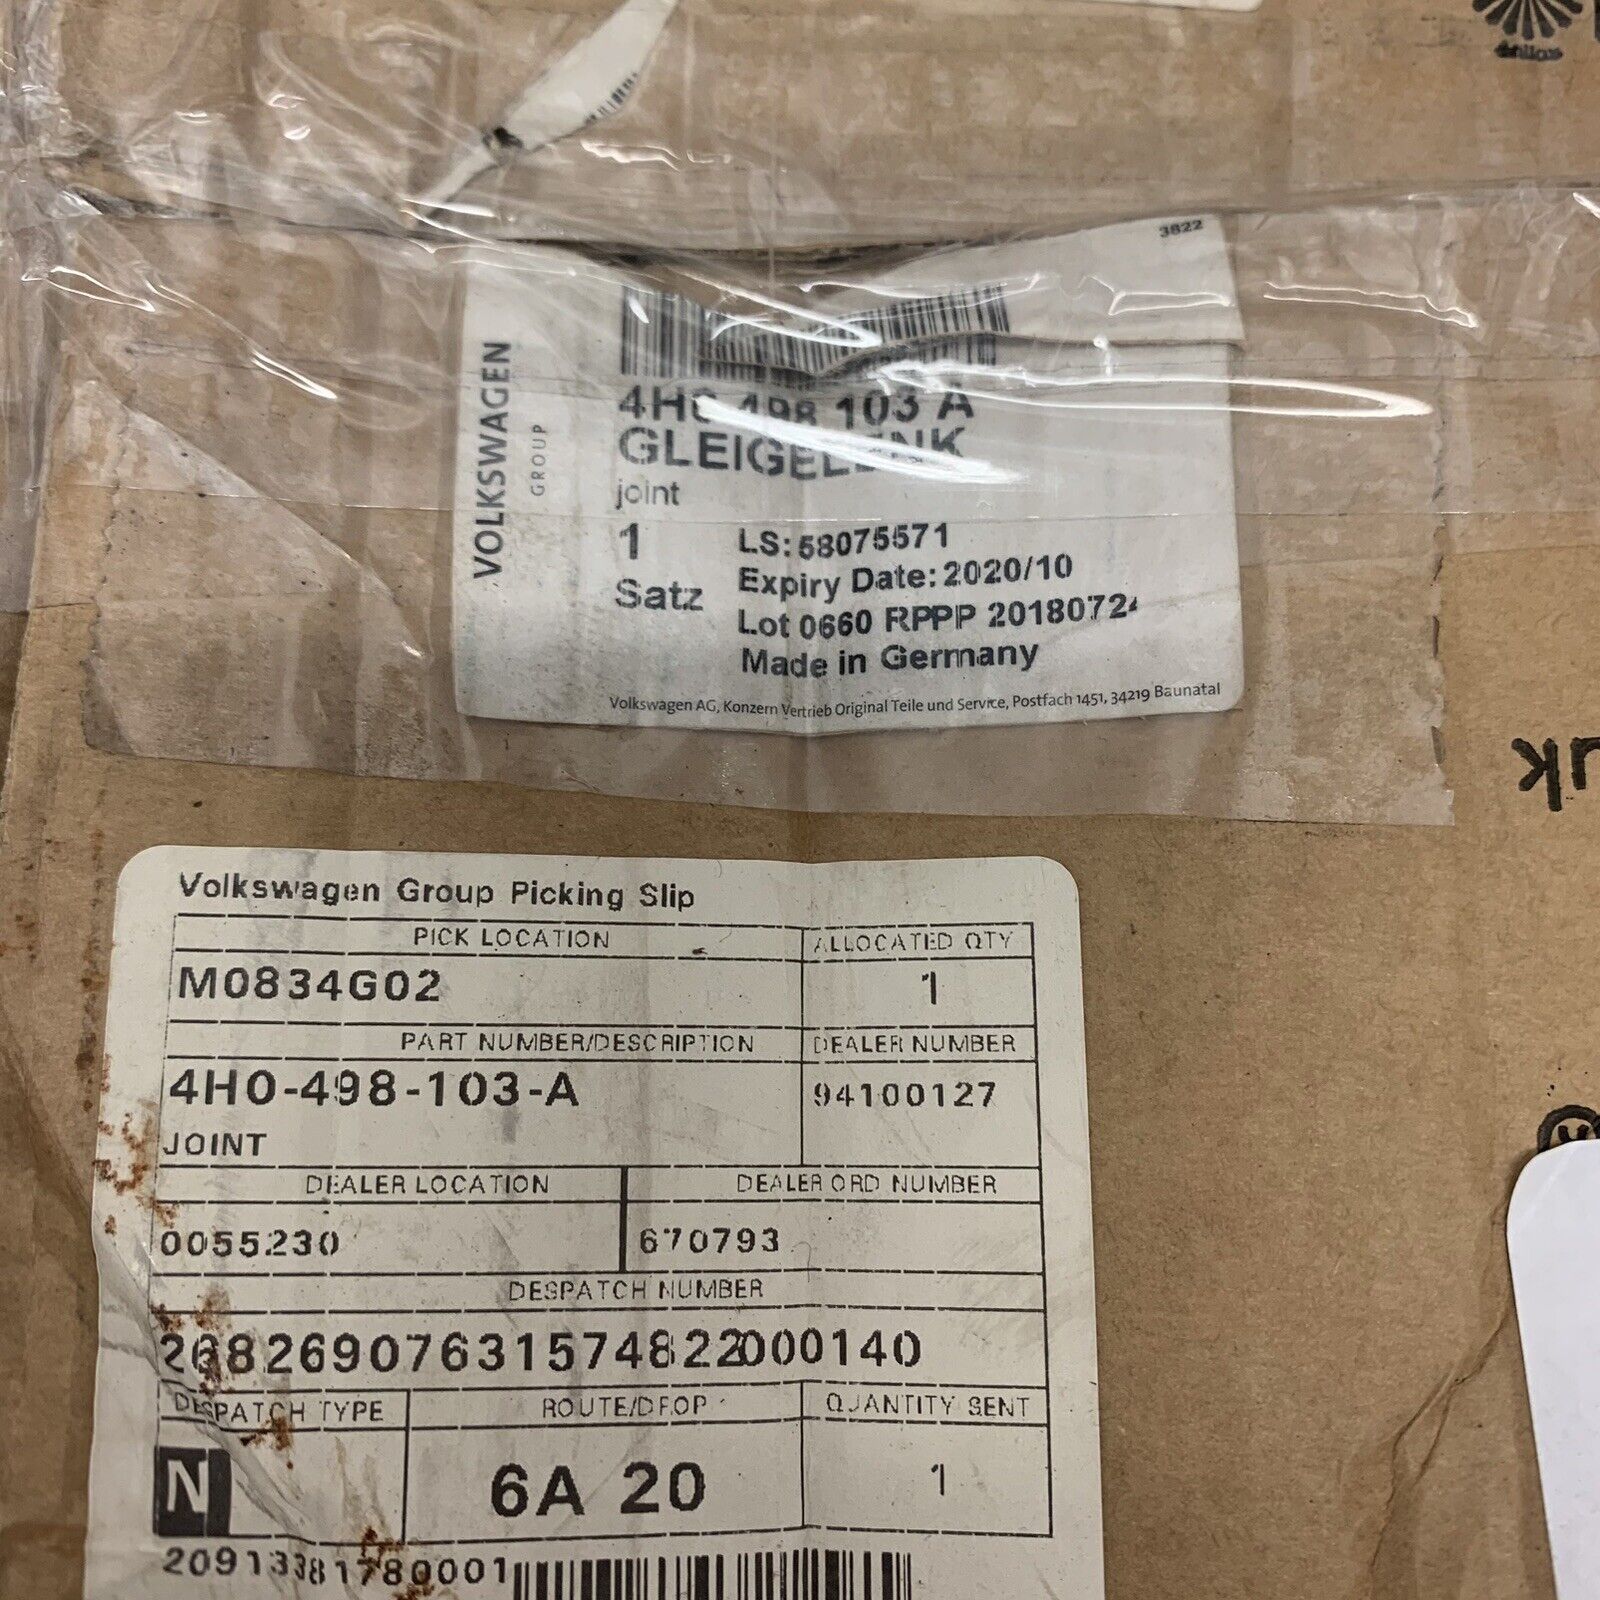 3822
VOLKSWAGEN
GROUP
4H0 498 103 A
GLEIGELENK
joint
1
Satz
LS: 58075571
Expiry Date: 2020/10
Lot 0660 RPPP 20180724
Made in Germany
Volkswagen AG, Konzern Vertrieb Original Teile und Service, Postfach 1451, 34219 Baunatal
uk
Volkswagen Group Picking Slip
PICK LOCATION
ALLOCATED QTY
M0834G02
1
PART NUMBER/DESCRIPTION
DEALER NUMBER
4H0-498-103-A
94100127
JOINT
DEALER LOCATION
DEALER ORD NUMBER
0055230
670793
DESPATCH NUMBER
26826907631574822000140
DESPATCH TYPE
ROUTE/DROP
QUANTITY SENT
N
6A 20
1